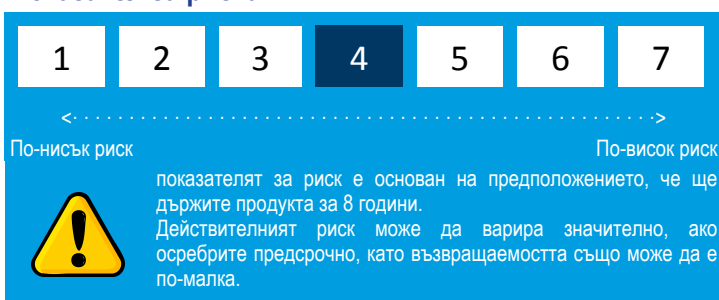 1 2 3 4 5 6 7
<· · · · · · · · · · · · · · · · · · · · · · · · · · · · · · · · · · · · · · · · · · · · · · · · · · · · ·>
По-нисък риск По-висок риск
показателят за риск е основан на предположението, че ще
държите продукта за 8 години.
Действителният риск може да варира значително, ако
осребрите предсрочно, като възвращаемостта също може да е
по-малка.